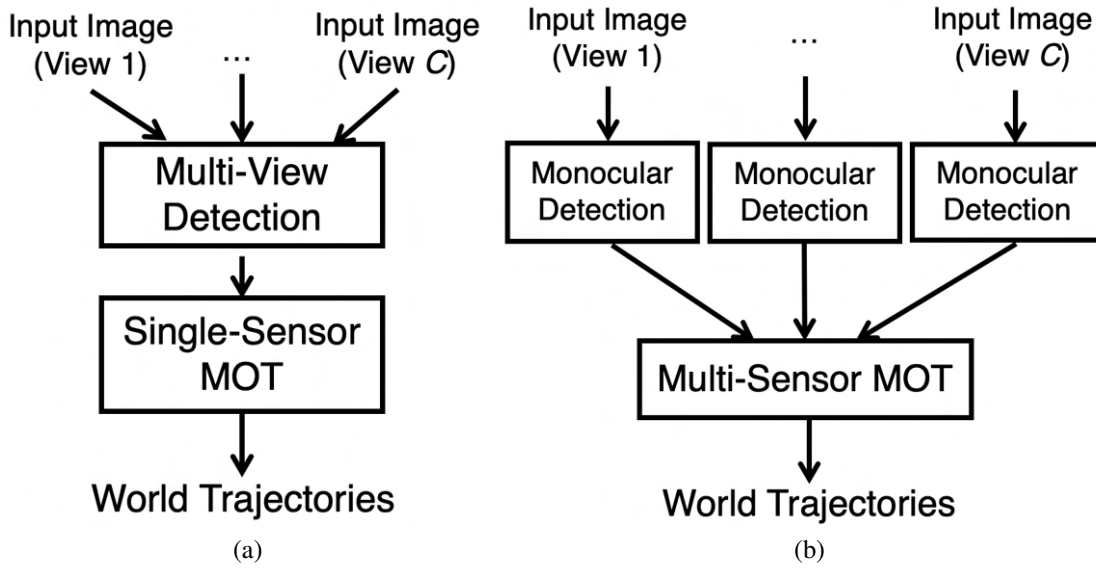 Input Image
(View 1)
...
Input Image
(View C)
Multi-View
Detection
Single-Sensor
MOT
World Trajectories
(a)
Input Image
(View 1)
...
Input Image
(View C)
Monocular
Detection
Monocular
Detection
Monocular
Detection
Multi-Sensor MOT
World Trajectories
(b)